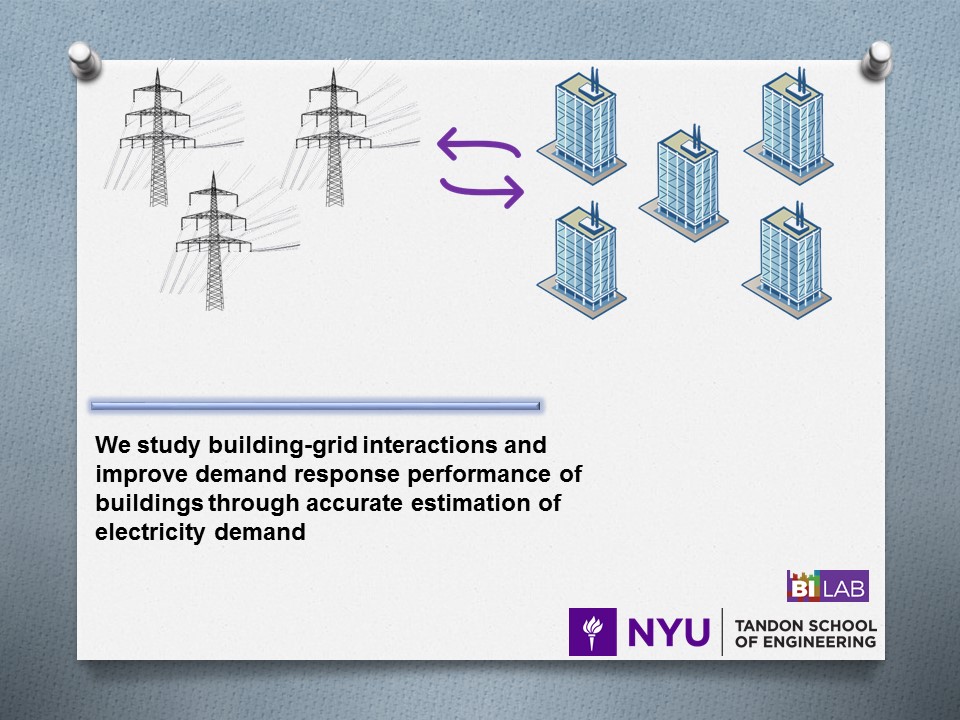 We study building-grid interactions and
improve demand response performance of
buildings through accurate estimation of
electricity demand
BI LAB
NYU
TANDON SCHOOL
OF ENGINEERING